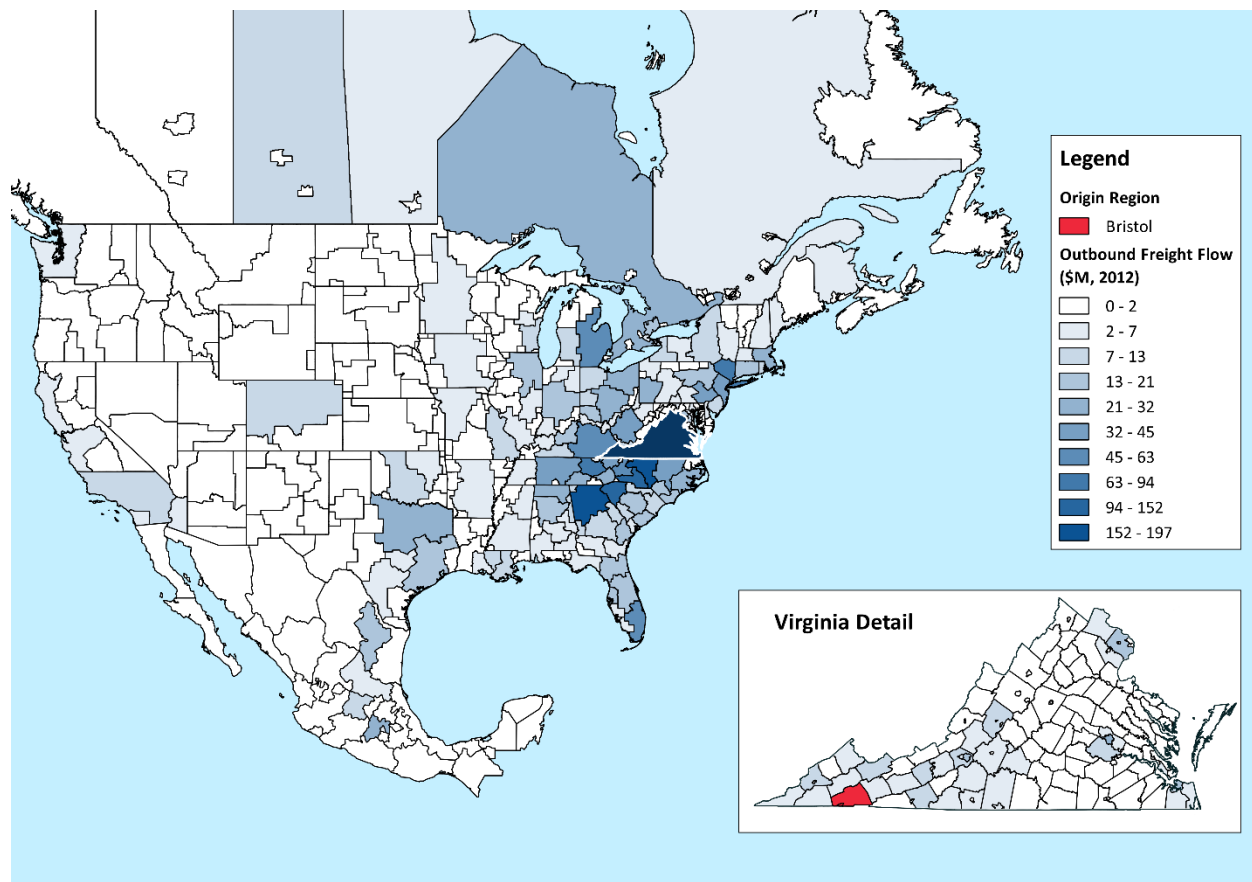 Legend
Origin Region
Bristol
Outbound Freight Flow
($M, 2012)
0 - 2
2 - 7
7 - 13
13 - 21
21 - 32
32 - 45
45 - 63
63 - 94
94 - 152
152 - 197
Virginia Detail